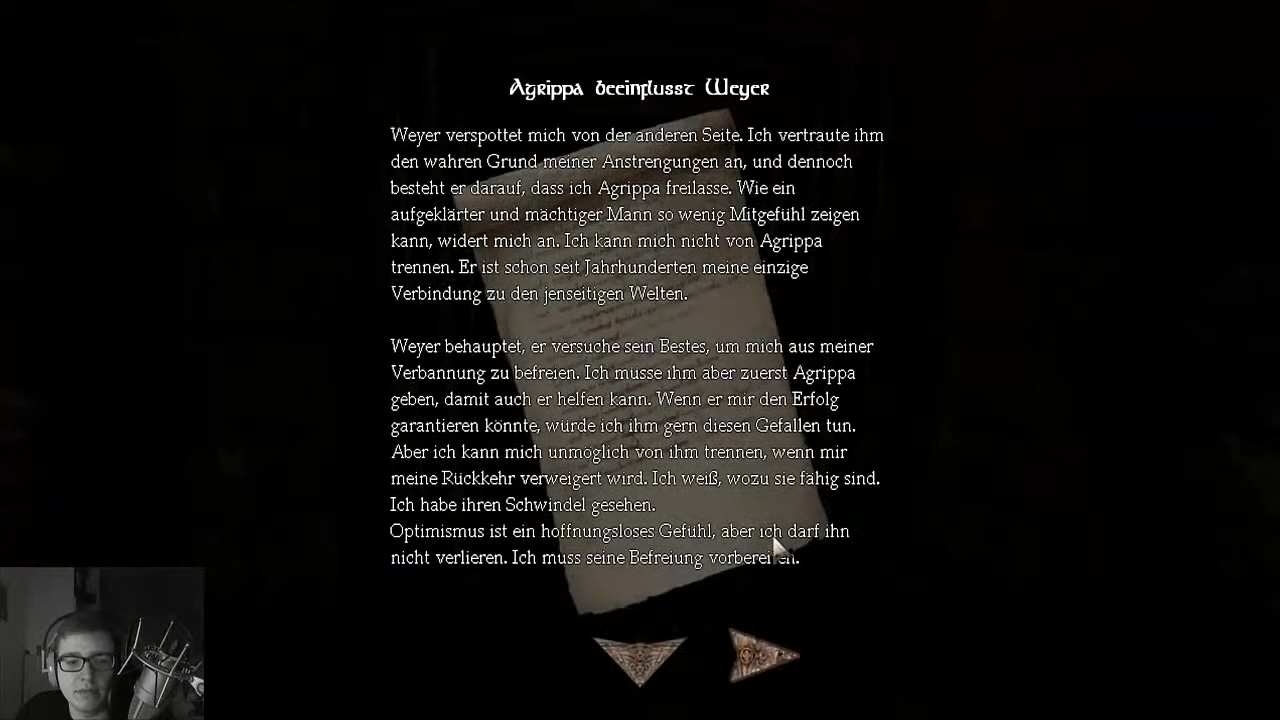 Agrippa beeinflusst Weyer
Weyer verspottet mich von der anderen Seite. Ich vertraute ihm
den wahren Grund meiner Anstrengungen an, und dennoch
besteht er darauf, dass ich Agrippa freilasse. Wie ein
aufgeklärter und mächtiger Mann so wenig Mitgefühl zeigen
kann, widert mich an. Ich kann mich nicht von Agrippa
trennen. Er ist schon seit Jahrhunderten meine einzige
Verbindung zu den jenseitigen Welten.
Weyer behauptet, er versuche sein Bestes, um mich aus meiner
Verbannung zu befreien. Ich müsse ihm aber zuerst Agrippa
geben, damit auch er helfen kann. Wenn er mir den Erfolg
garantieren könnte, würde ich ihm gern diesen Gefallen tun.
Aber ich kann mich unmöglich von ihm trennen, wenn mir
meine Rückkehr verweigert wird. Ich weiß, wozu sie fähig sind.
Ich habe ihren Schwindel gesehen.
Optimismus ist ein hoffnungsloses Gefühl, aber ich darf ihn
nicht verlieren. Ich muss seine Befreiung vorbereiten.